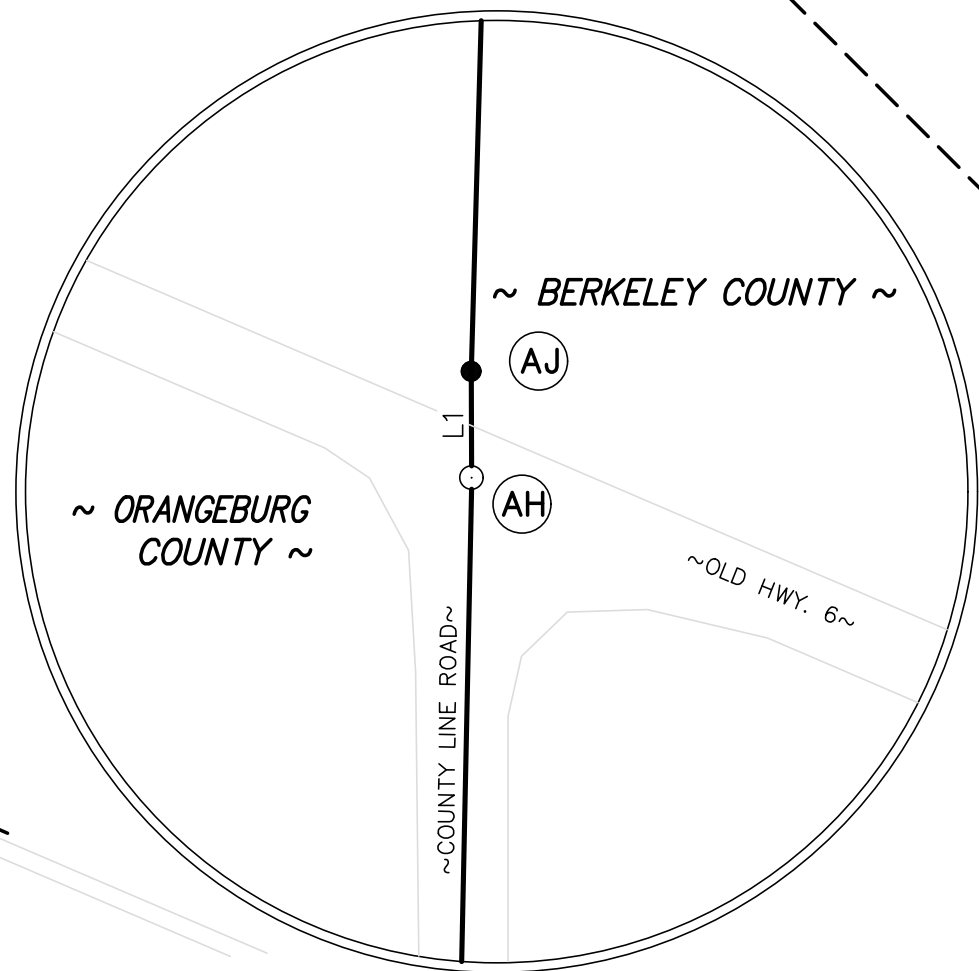 ~ BERKELEY COUNTY ~
AJ
L1
AH
~ ORANGEBURG
COUNTY ~
~OLD HWY. 6~
~COUNTY LINE ROAD~